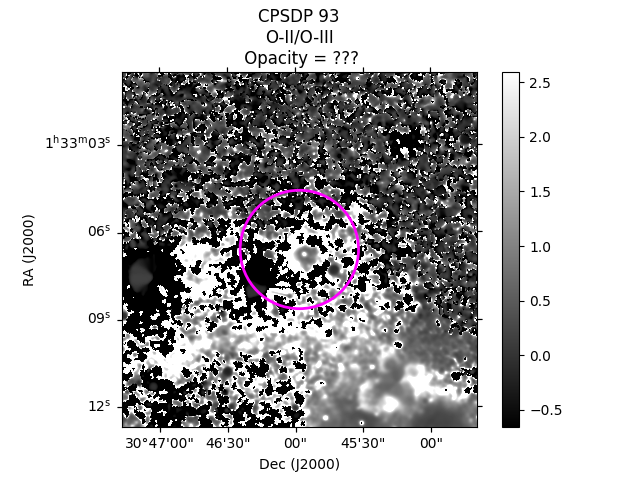 CPSDP 93
O-II/O-III
Opacity = ???
2.5
2.0
1.5
1.0
0.5
0.0
−0.5
1ʰ33ᵐ03ˢ
06ˢ
09ˢ
12ˢ
RA (J2000)
30°47'00" 46'30" 00" 45'30" 00"
Dec (J2000)